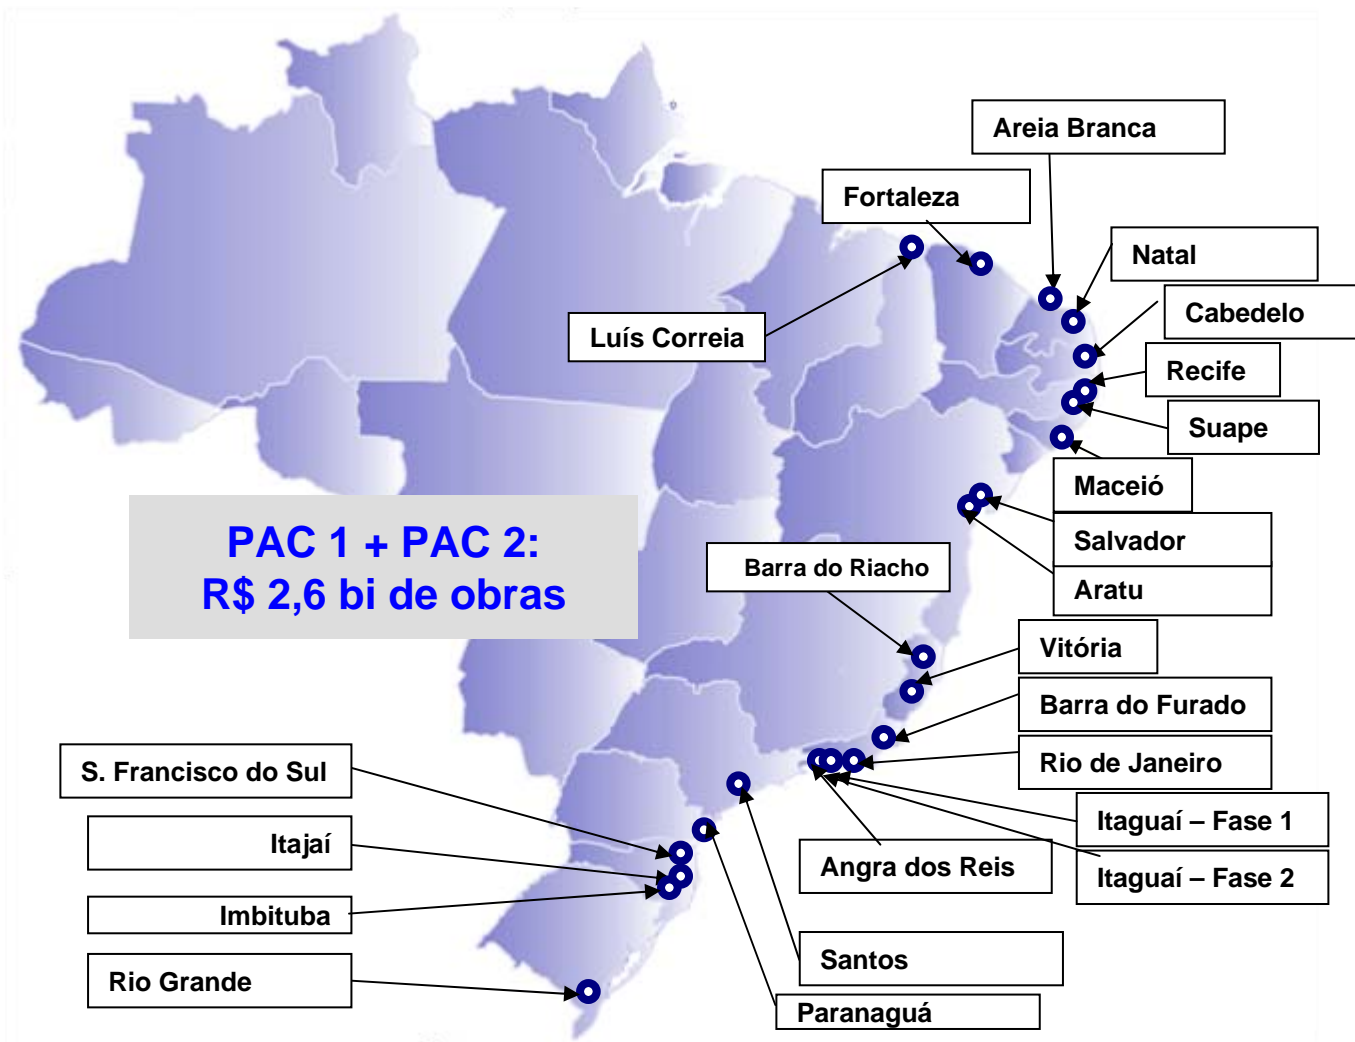 Areia Branca
Fortaleza
Natal
Cabedelo
Luís Correia
Recife
Suape
Maceió
PAC 1 + PAC 2:
R$ 2,6 bi de obras
Salvador
Barra do Riacho
Aratu
Vitória
Barra do Furado
Rio de Janeiro
S. Francisco do Sul
Itaguaí – Fase 1
Itajaí
Angra dos Reis
Itaguaí – Fase 2
Imbituba
Santos
Rio Grande
Paranaguá